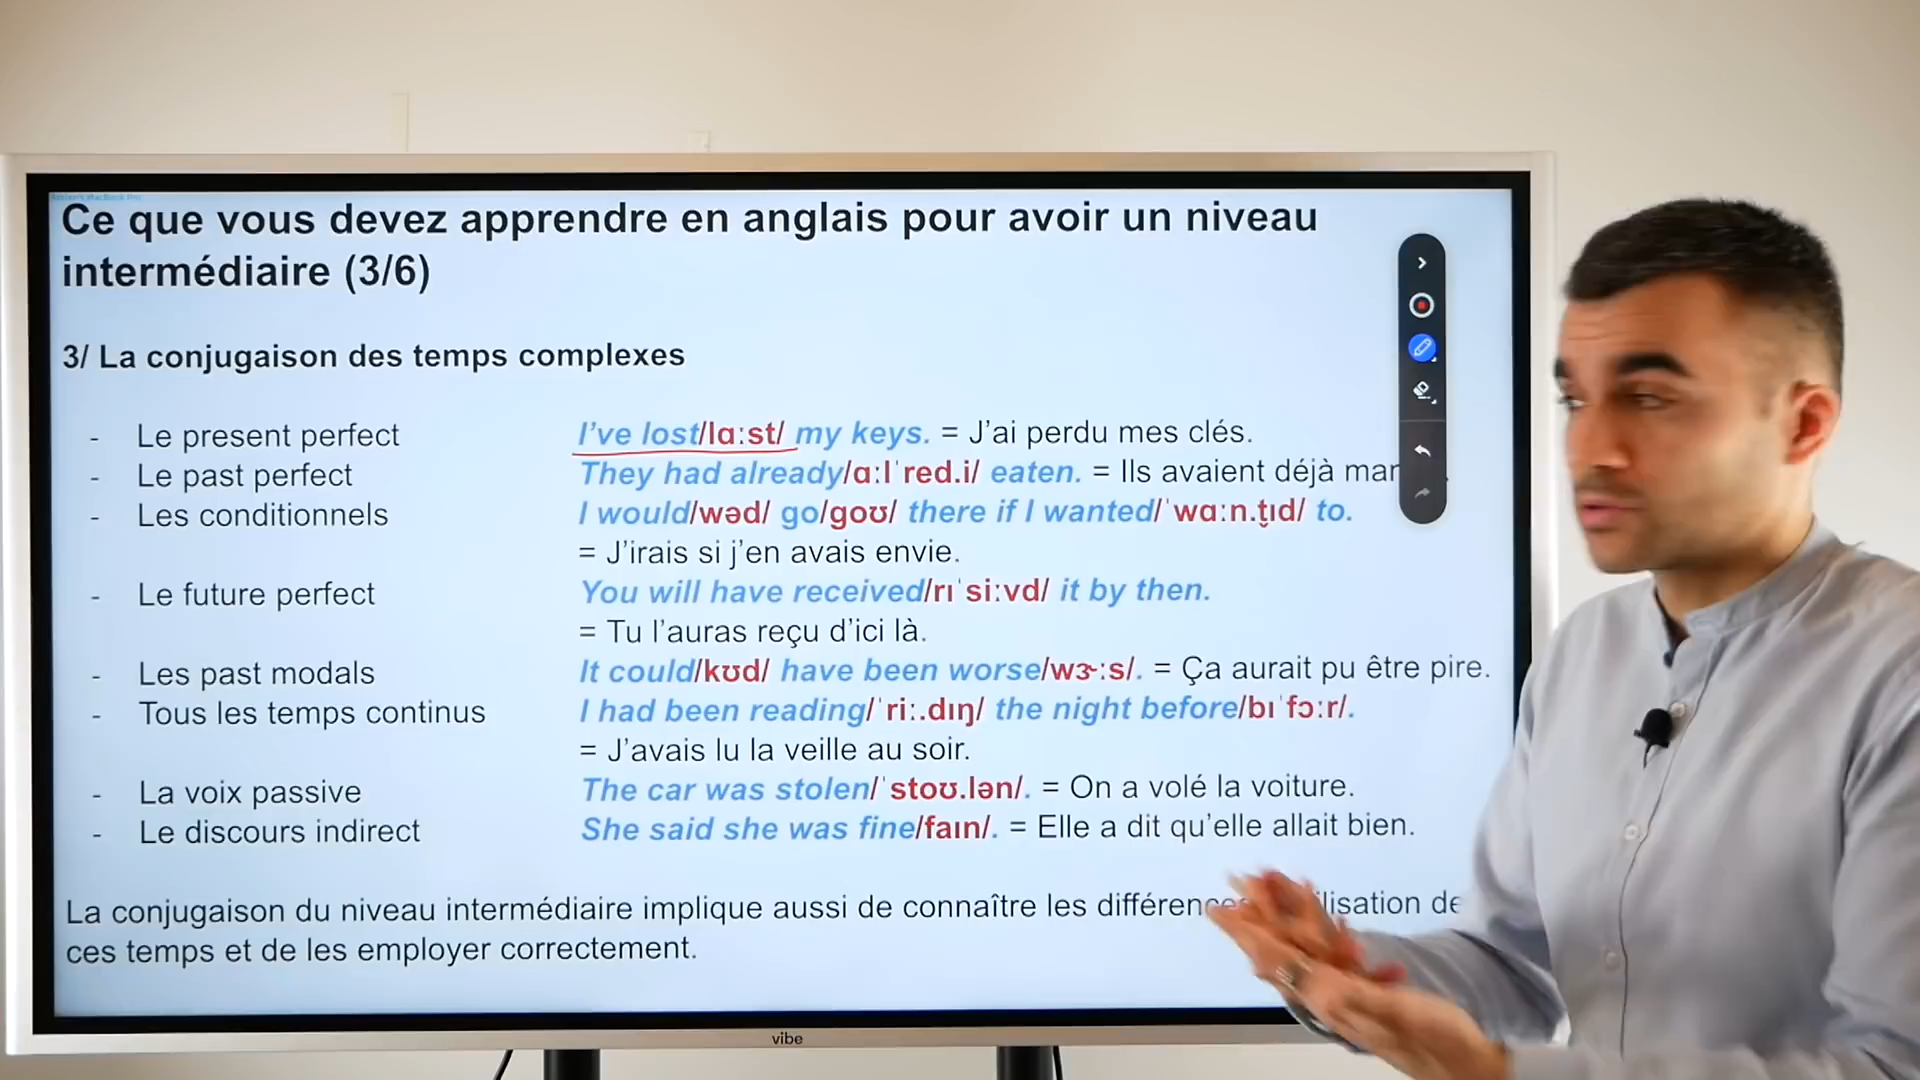 Ce que vous devez apprendre en anglais pour avoir un niveau
intermédiaire (3/6)
3/ La conjugaison des temps complexes
- Le present perfect I've lost/lɑːst/ my keys. = J'ai perdu mes clés.
- Le past perfect They had already/ɑːlˈred.i/ eaten. = Ils avaient déjà
- Les conditionnels I would/wəd/ go/goʊ/ there if I wanted/ˈwɑːn.t̬ɪd/ to.
= J'irais si j'en avais envie.
- Le future perfect You will have received/rɪˈsiːvd/ it by then.
= Tu l'auras reçu d'ici là.
- Les past modals It could/kʊd/ have been worse/wɝːs/. = Ça aurait pu être pire.
- Tous les temps continus I had been reading/ˈriː.dɪŋ/ the night before/bɪˈfɔːr/.
= J'avais lu la veille au soir.
- La voix passive The car was stolen/ˈstoʊ.lən/. = On a volé la voiture.
- Le discours indirect She said she was fine/faɪn/. = Elle a dit qu'elle allait bien.
La conjugaison du niveau intermédiaire implique aussi de connaître les
ces temps et de les employer correctement.
vibe